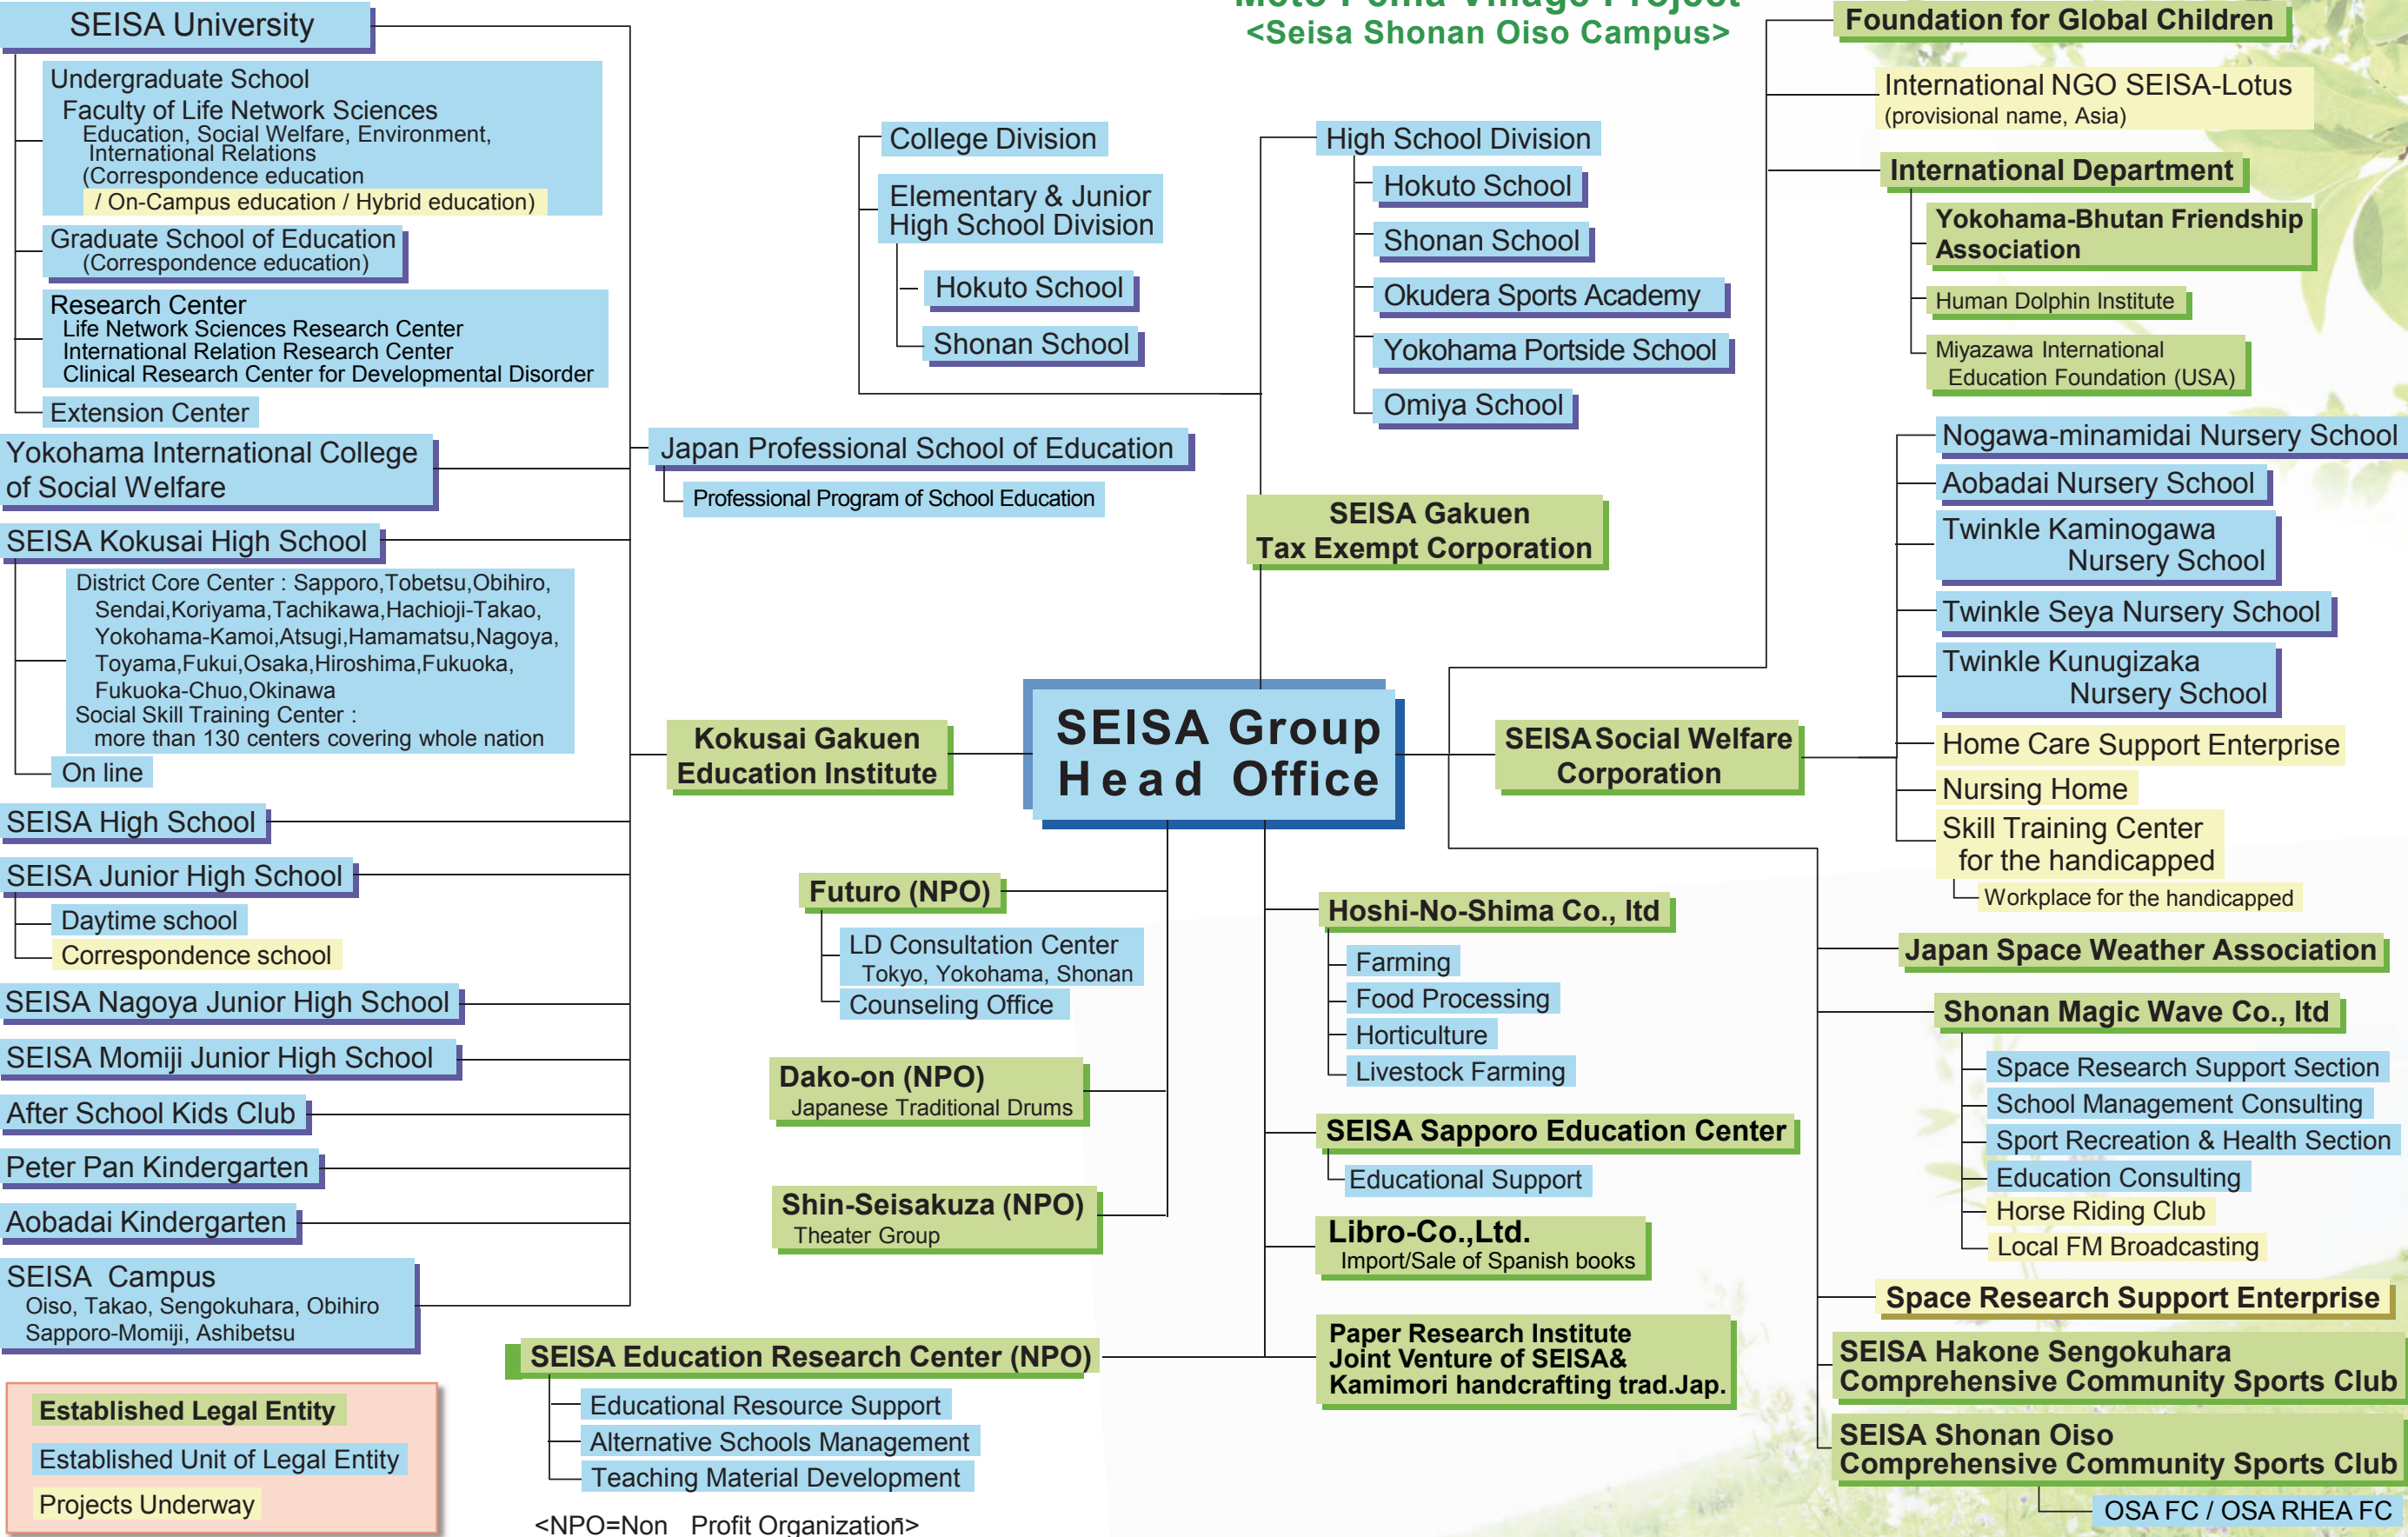 <Seisa Shonan Oiso Campus>
SEISA University
Undergraduate School
Faculty of Life Network Sciences
Education, Social Welfare, Environment,
International Relations
(Correspondence education
/ On-Campus education / Hybrid education)
Graduate School of Education
(Correspondence education)
Research Center
Life Network Sciences Research Center
International Relation Research Center
Clinical Research Center for Developmental Disorder
Extension Center
Yokohama International College
of Social Welfare
SEISA Kokusai High School
District Core Center : Sapporo,Tobetsu,Obihiro,
Sendai,Koriyama,Tachikawa,Hachioji-Takao,
Yokohama-Kamoi,Atsugi,Hamamatsu,Nagoya,
Toyama,Fukui,Osaka,Hiroshima,Fukuoka,
Fukuoka-Chuo,Okinawa
Social Skill Training Center :
more than 130 centers covering whole nation
On line
SEISA High School
SEISA Junior High School
Daytime school
Correspondence school
SEISA Nagoya Junior High School
SEISA Momiji Junior High School
After School Kids Club
Peter Pan Kindergarten
Aobadai Kindergarten
SEISA Campus
Oiso, Takao, Sengokuhara, Obihiro
Sapporo-Momiji, Ashibetsu
Established Legal Entity
Established Unit of Legal Entity
Projects Underway
College Division
Elementary & Junior
High School Division
Hokuto School
Shonan School
High School Division
Hokuto School
Shonan School
Okudera Sports Academy
Yokohama Portside School
Omiya School
Japan Professional School of Education
Professional Program of School Education
SEISA Gakuen
Tax Exempt Corporation
Kokusai Gakuen
Education Institute
SEISA Group
Head Office
SEISA Social Welfare
Corporation
Futuro (NPO)
LD Consultation Center
Tokyo, Yokohama, Shonan
Counseling Office
Dako-on (NPO)
Japanese Traditional Drums
Shin-Seisakuza (NPO)
Theater Group
SEISA Education Research Center (NPO)
Educational Resource Support
Alternative Schools Management
Teaching Material Development
<NPO=Non Profit Organization>
Hoshi-No-Shima Co., ltd
Farming
Food Processing
Horticulture
Livestock Farming
SEISA Sapporo Education Center
Educational Support
Libro-Co.,Ltd.
Import/Sale of Spanish books
Paper Research Institute
Joint Venture of SEISA&
Kamimori handcrafting trad.Jap.
Foundation for Global Children
International NGO SEISA-Lotus
(provisional name, Asia)
International Department
Yokohama-Bhutan Friendship
Association
Human Dolphin Institute
Miyazawa International
Education Foundation (USA)
Nogawa-minamidai Nursery School
Aobadai Nursery School
Twinkle Kaminogawa
Nursery School
Twinkle Seya Nursery School
Twinkle Kunugizaka
Nursery School
Home Care Support Enterprise
Nursing Home
Skill Training Center
for the handicapped
Workplace for the handicapped
Japan Space Weather Association
Shonan Magic Wave Co., ltd
Space Research Support Section
School Management Consulting
Sport Recreation & Health Section
Education Consulting
Horse Riding Club
Local FM Broadcasting
Space Research Support Enterprise
SEISA Hakone Sengokuhara
Comprehensive Community Sports Club
SEISA Shonan Oiso
Comprehensive Community Sports Club
OSA FC / OSA RHEA FC